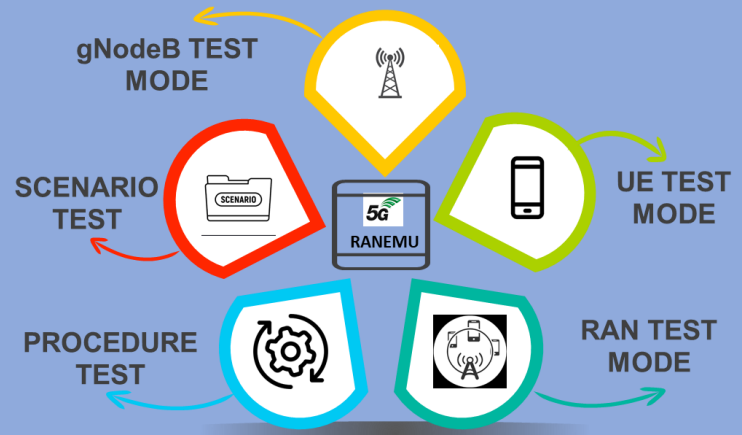 gNodeB TEST
MODE
SCENARIO
TEST
SCENARIO
5G
RANEMU
UE TEST
MODE
PROCEDURE
TEST
RAN TEST
MODE